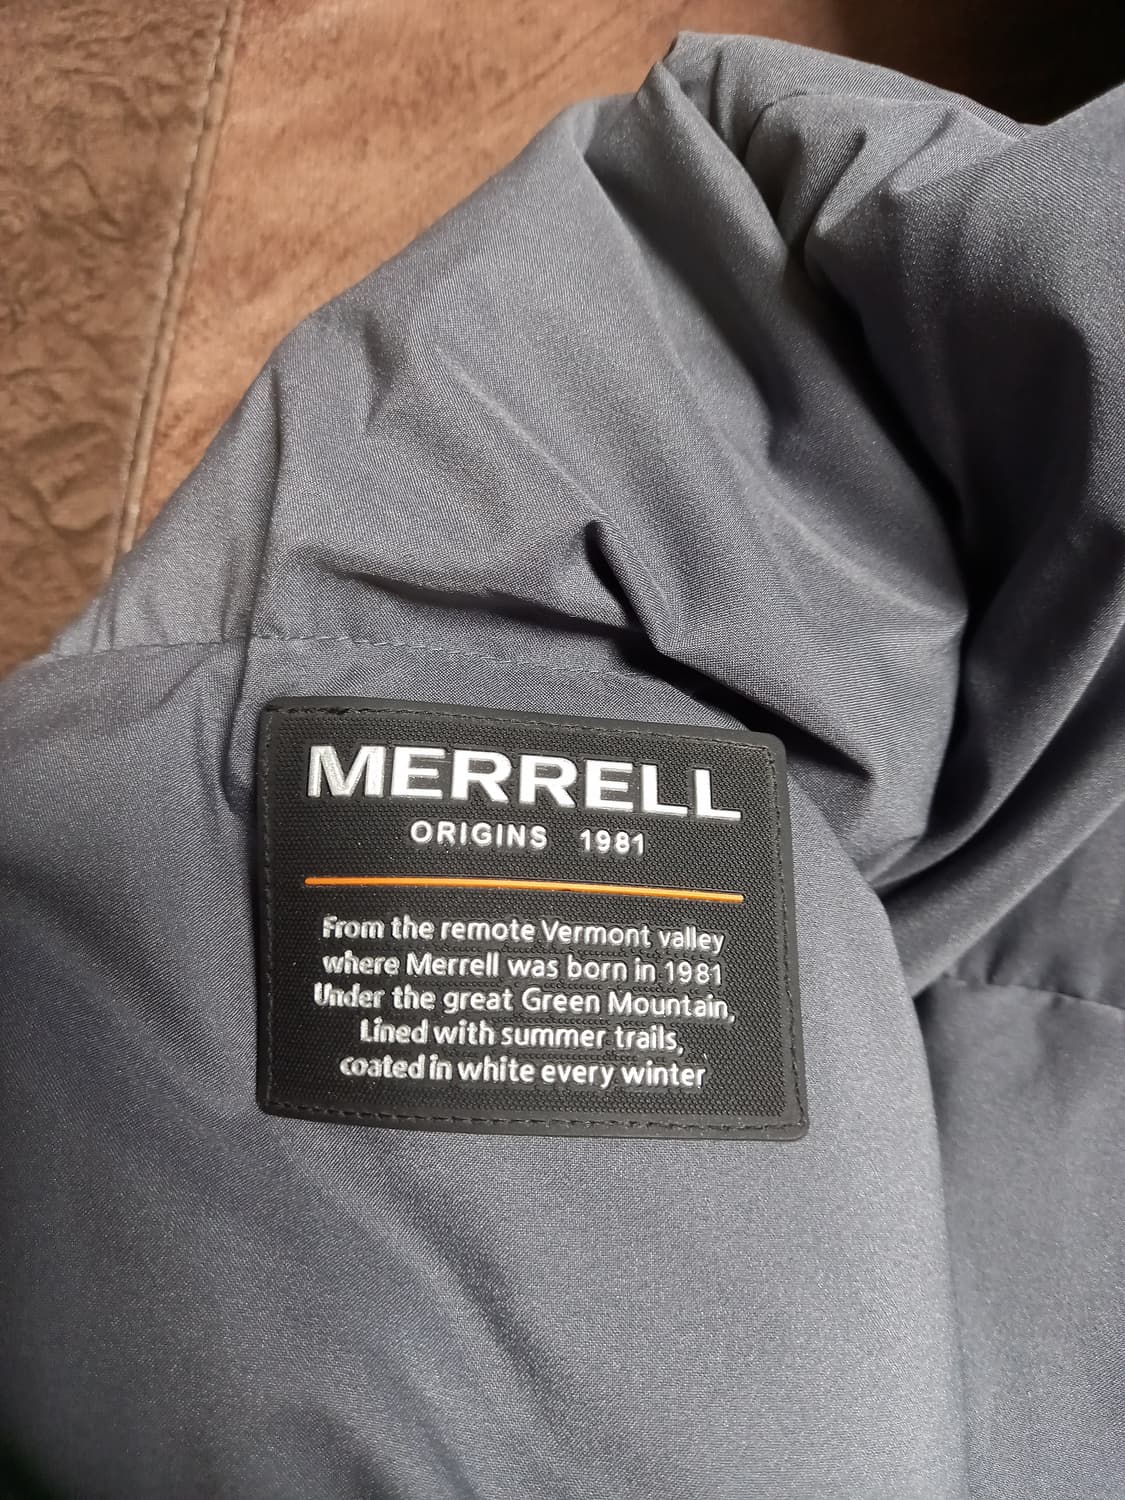 MERRELL
ORIGINS 1981
From the remote Vermont valley
where Merrell was born in 1981
Under the great Green Mountain,
Lined with summer trails,
coated in white every winter